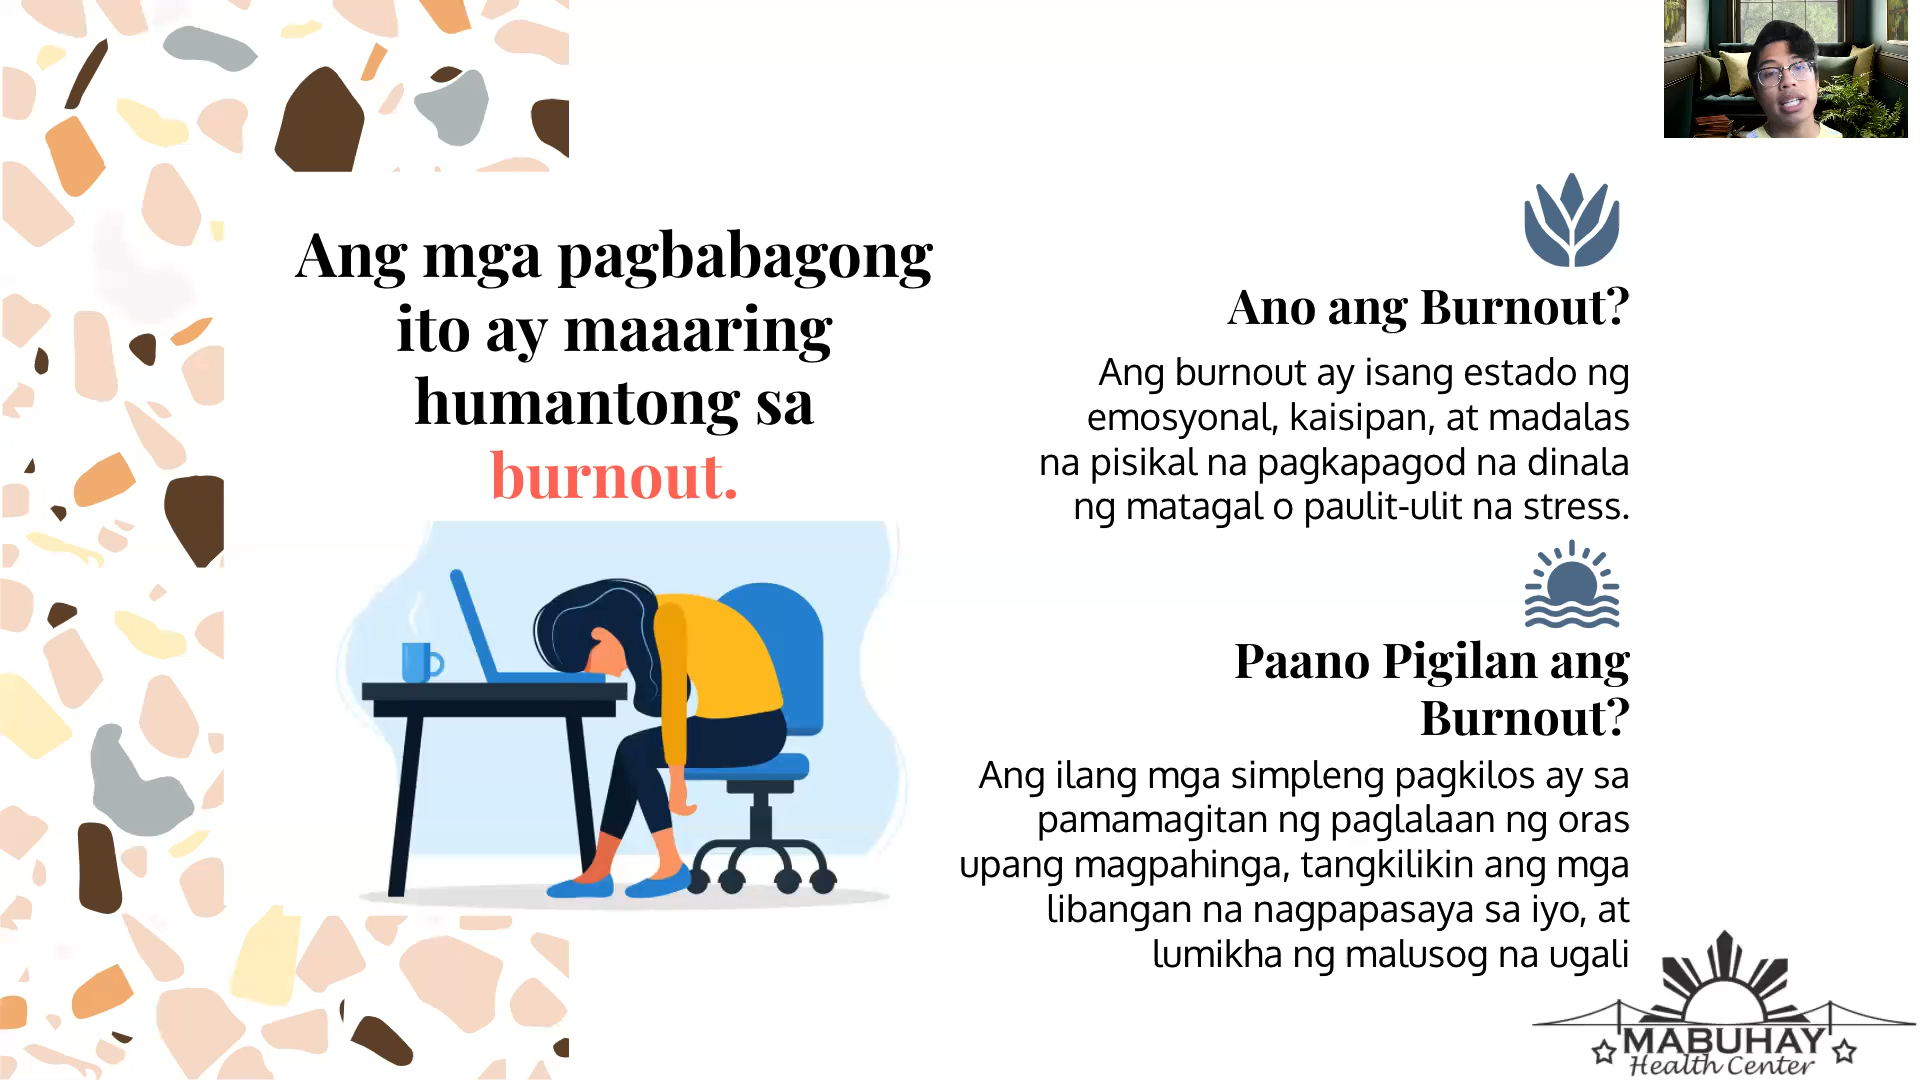 Ang mga pagbabagong
ito ay maaaring
humantong sa
burnout.
Ano ang Burnout?
Ang burnout ay isang estado ng
emosyonal, kaisipan, at madalas
na pisikal na pagkapagod na dinala
ng matagal o paulit-ulit na stress.
Paano Pigilan ang
Burnout?
Ang ilang mga simpleng pagkilos ay sa
pamamagitan ng paglalaan ng oras
upang magpahinga, tangkilikin ang mga
libangan na nagpapasaya sa iyo, at
lumikha ng malusog na ugali
MABUHAY
Health Center